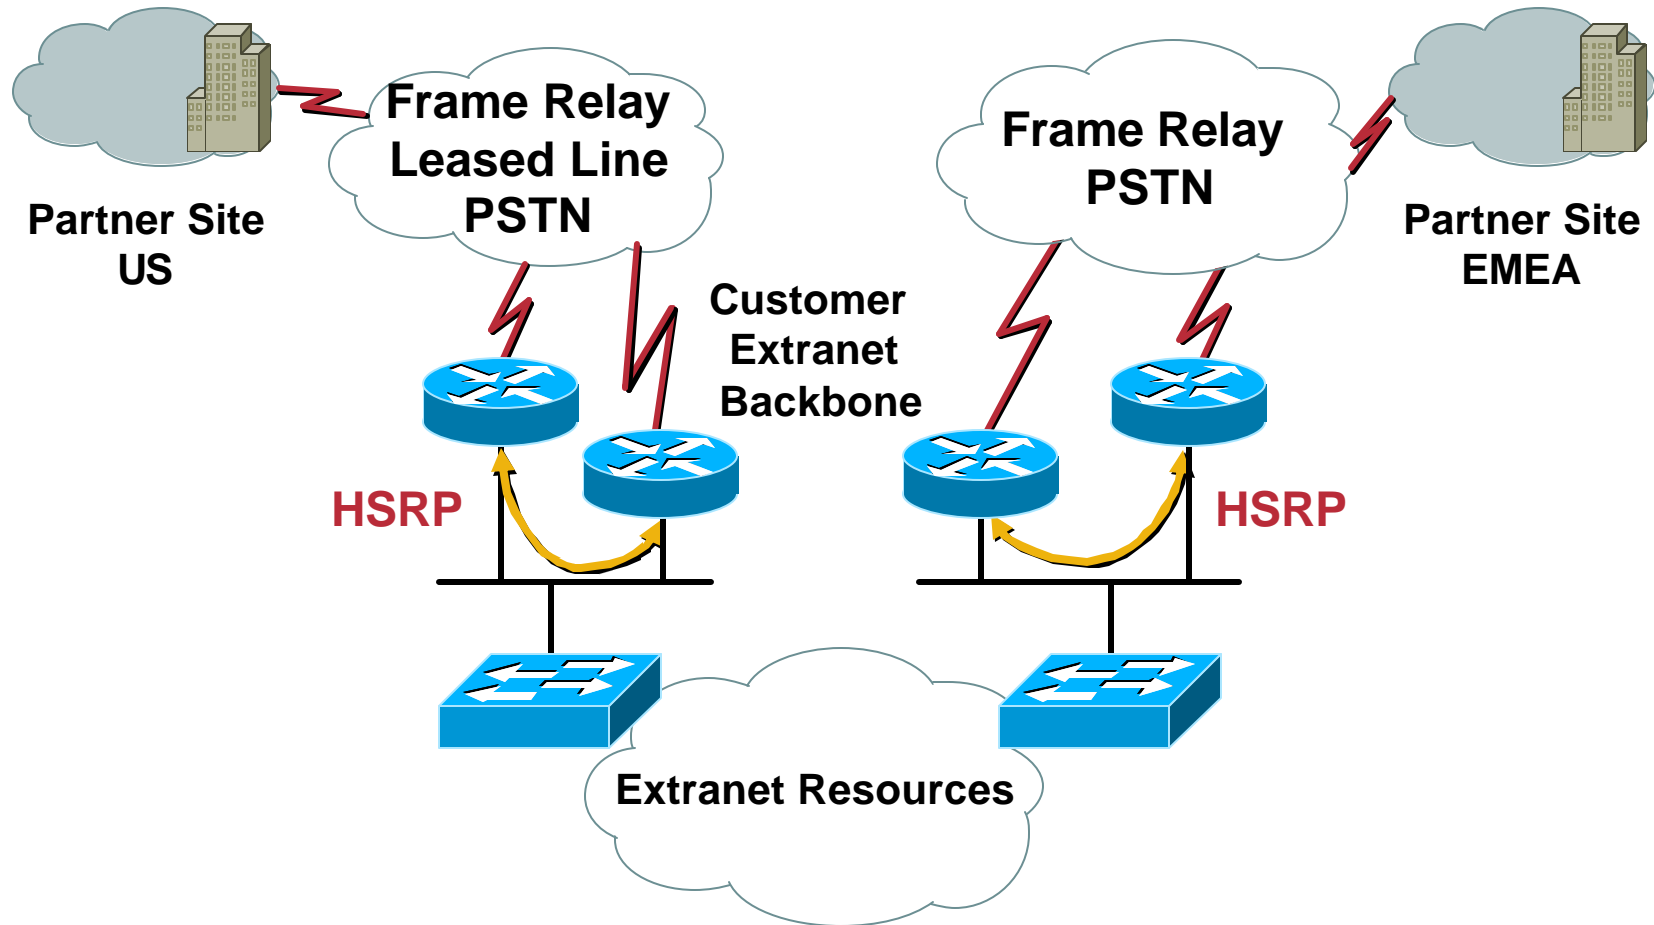 Frame Relay
Leased Line
PSTN
Frame Relay
PSTN
Partner Site
US
Partner Site
EMEA
Customer
Extranet
Backbone
HSRP
HSRP
Extranet Resources